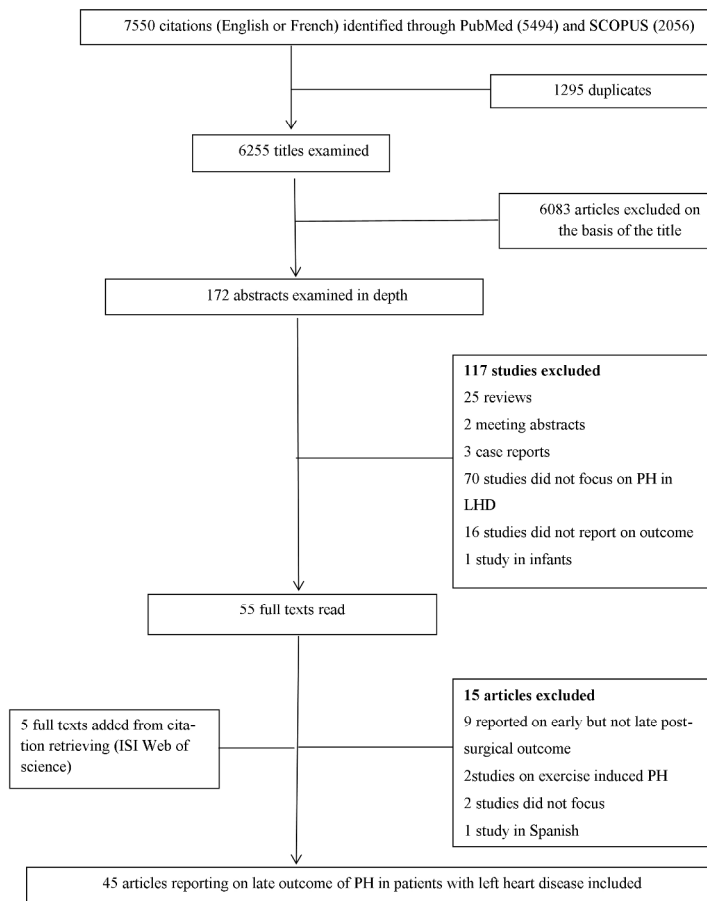 7550 citations (English or French) identified through PubMed (5494) and SCOPUS (2056)
1295 duplicates
6255 titles examined
6083 articles excluded on
the basis of the title
172 abstracts examined in depth
117 studies excluded
25 reviews
2 meeting abstracts
3 case reports
70 studies did not focus on PH in
LHD
16 studies did not report on outcome
1 study in infants
55 full texts read
5 full texts added from cita-
tion retrieving (ISI Web of
science)
15 articles excluded
9 reported on early but not late post-
surgical outcome
2studies on exercise induced PH
2 studies did not focus
1 study in Spanish
45 articles reporting on late outcome of PH in patients with left heart disease included